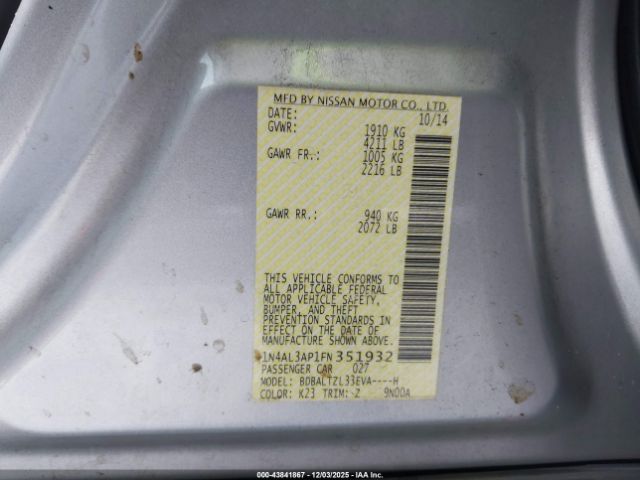 MFD BY NISSAN MOTOR CO., LTD.
DATE: 10/14
GVWR: 1910 KG
4211 LB
GAWR FR.: 1005 KG
2216 LB
GAWR RR.: 940 KG
2072 LB
THIS VEHICLE CONFORMS TO
ALL APPLICABLE FEDERAL
MOTOR VEHICLE SAFETY,
BUMPER, AND THEFT
PREVENTION STANDARDS IN
EFFECT ON THE DATE OF
MANUFACTURE SHOWN ABOVE.
1N4AL3AP1FN351932
PASSENGER CAR 027
MODEL: BDBALTZL33EVA----H
COLOR: K23 TRIM: Z 9N00A
000-43841867 - 12/03/2025 - IAA Inc.